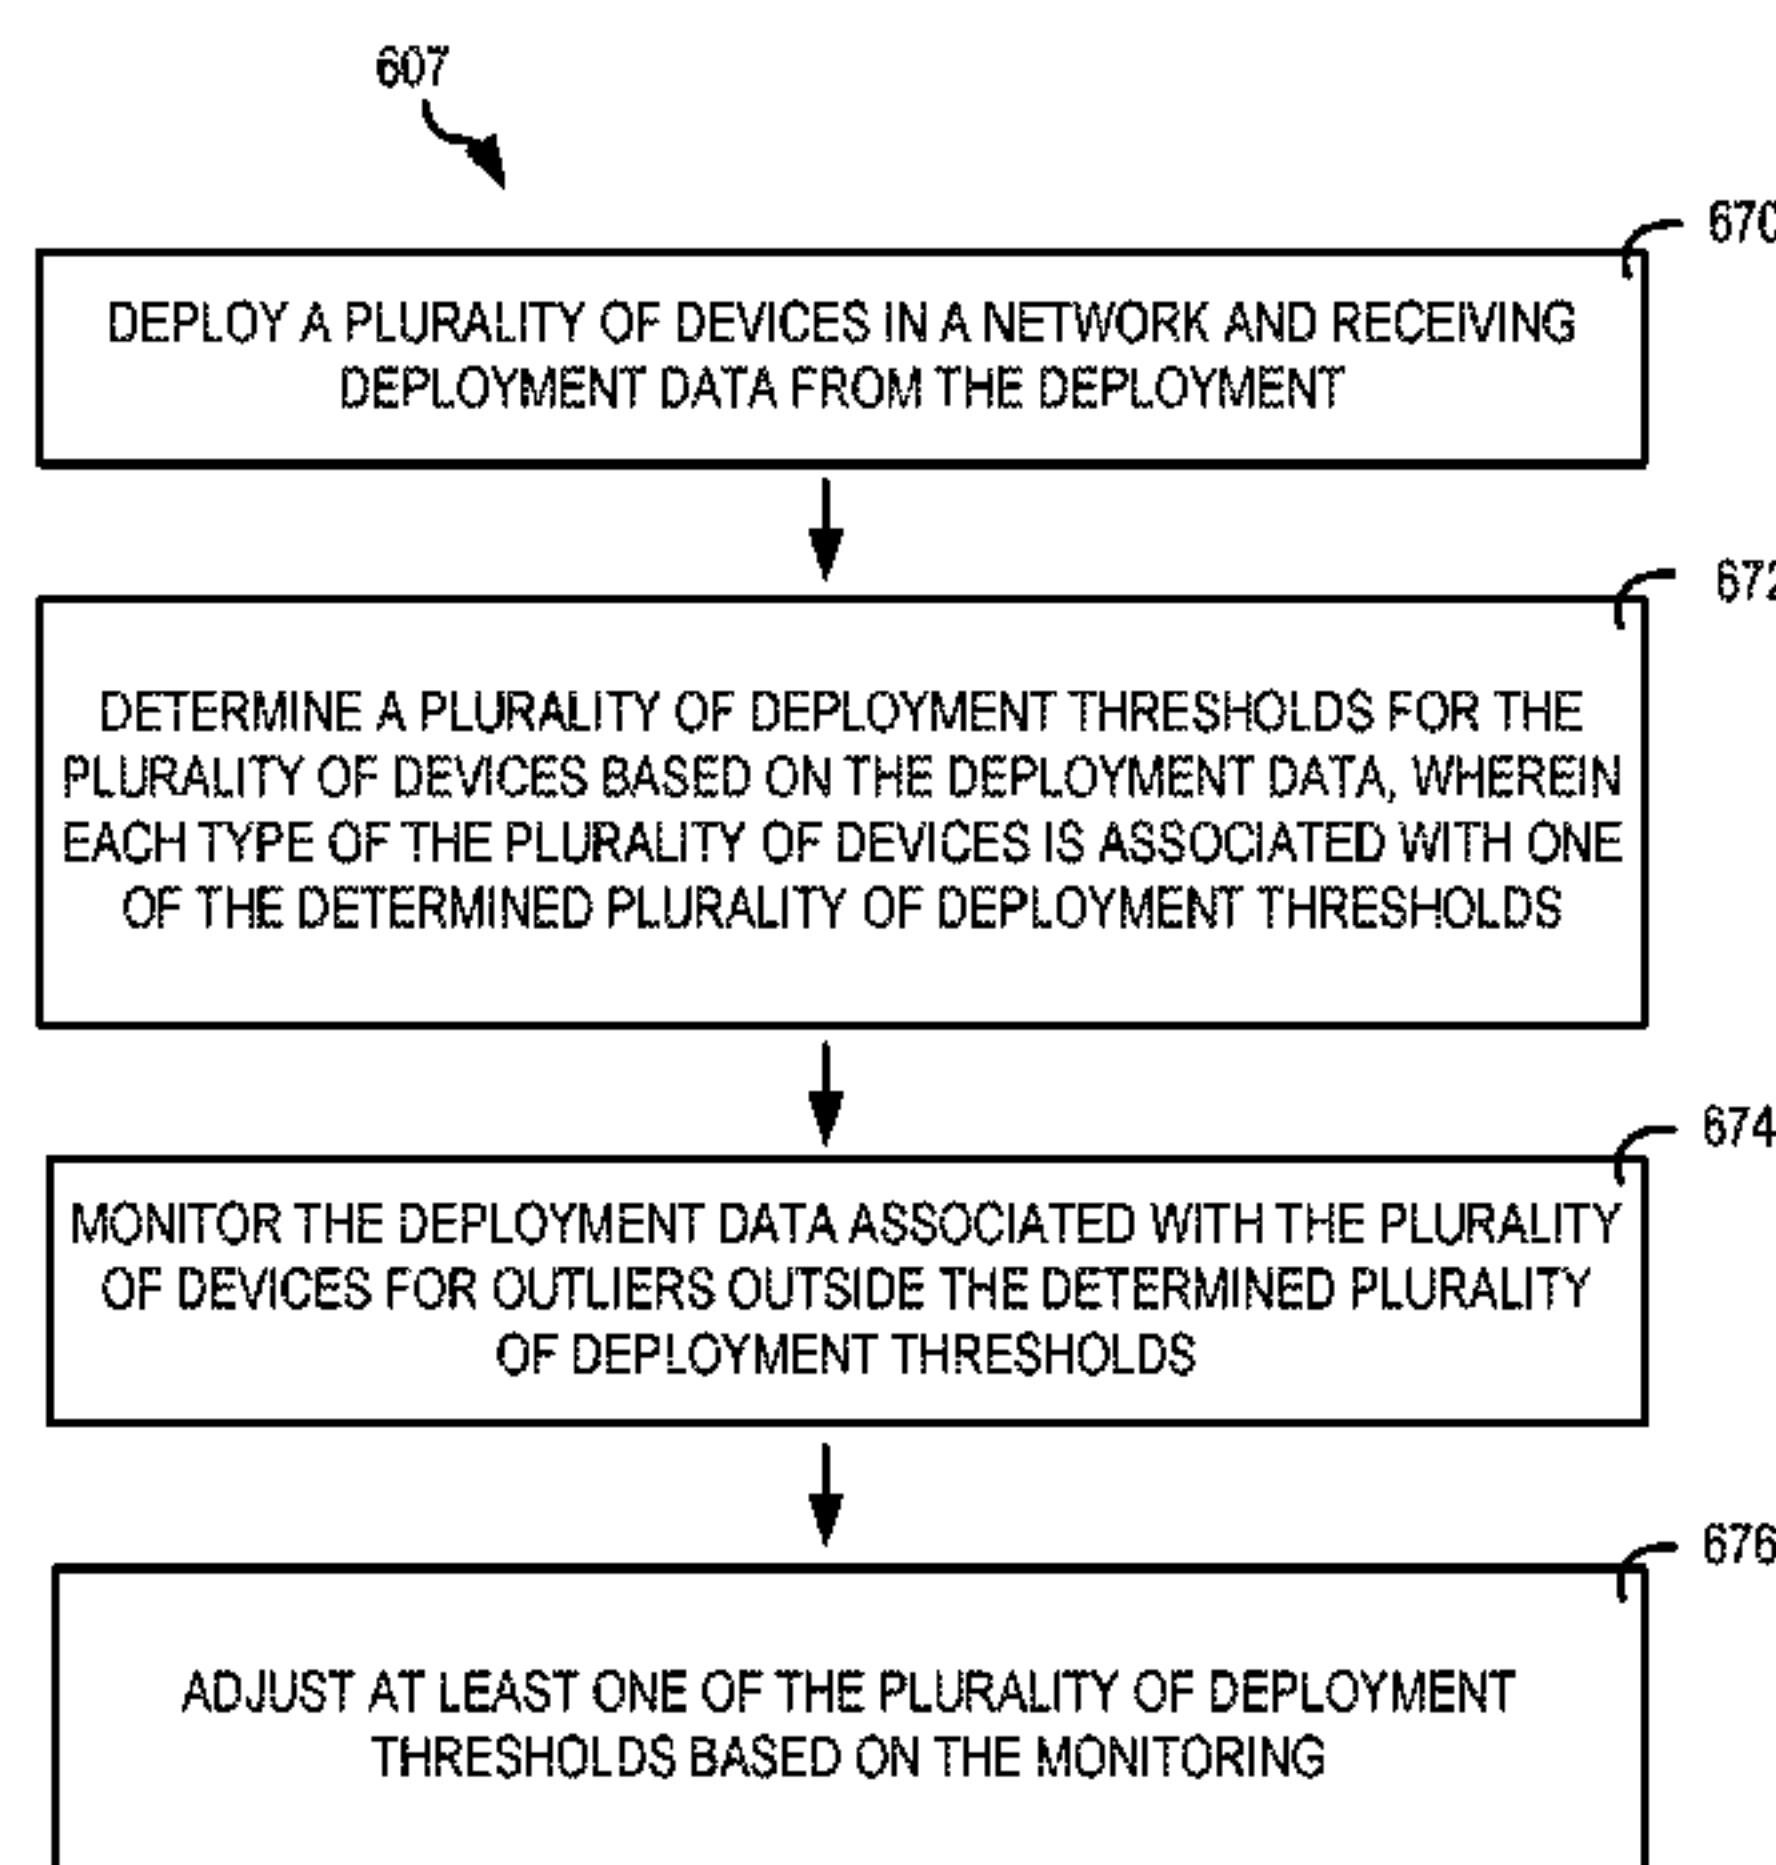 607
670
DEPLOY A PLURALITY OF DEVICES IN A NETWORK AND RECEIVING
DEPLOYMENT DATA FROM THE DEPLOYMENT
672
DETERMINE A PLURALITY OF DEPLOYMENT THRESHOLDS FOR THE
PLURALITY OF DEVICES BASED ON THE DEPLOYMENT DATA, WHEREIN
EACH TYPE OF THE PLURALITY OF DEVICES IS ASSOCIATED WITH ONE
OF THE DETERMINED PLURALITY OF DEPLOYMENT THRESHOLDS
674
MONITOR THE DEPLOYMENT DATA ASSOCIATED WITH THE PLURALITY
OF DEVICES FOR OUTLIERS OUTSIDE THE DETERMINED PLURALITY
OF DEPLOYMENT THRESHOLDS
676
ADJUST AT LEAST ONE OF THE PLURALITY OF DEPLOYMENT
THRESHOLDS BASED ON THE MONITORING